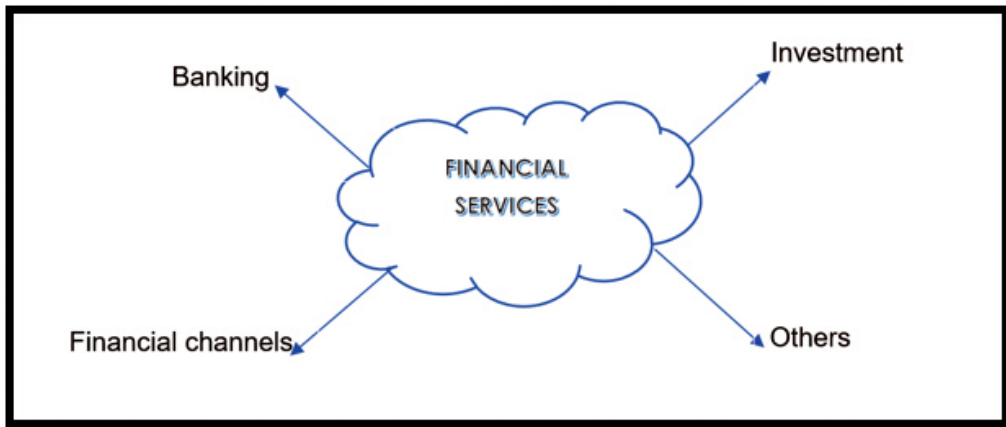 Investment
Banking
FINANCIAL
SERVICES
Financial channels
Others